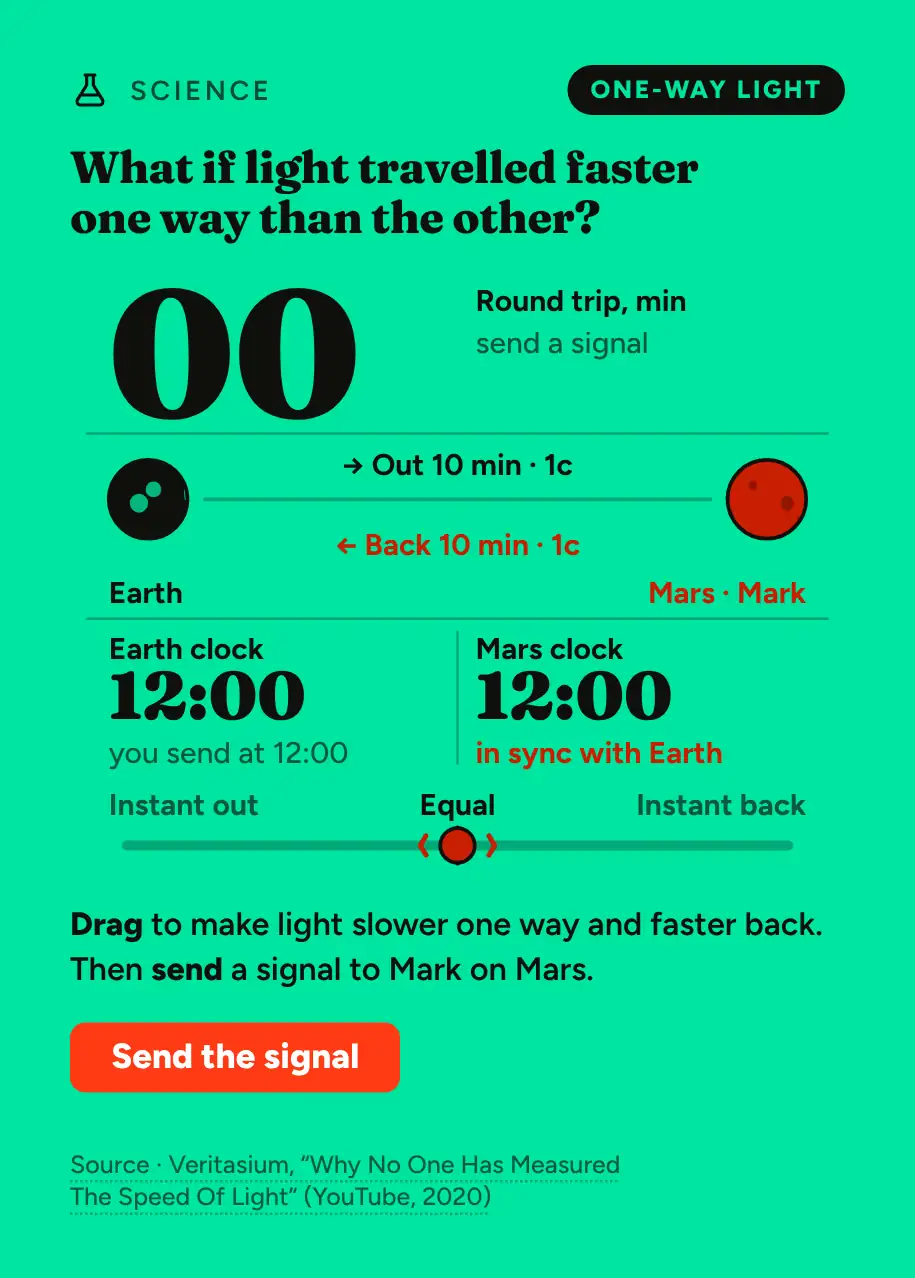 SCIENCE
ONE-WAY LIGHT
What if light travelled faster
one way than the other?
00
Round trip, min
send a signal
→ Out 10 min · 1c
← Back 10 min · 1c
Earth
Mars · Mark
Earth clock
12:00
you send at 12:00
Mars clock
12:00
in sync with Earth
Instant out
Equal
Instant back
Drag to make light slower one way and faster back.
Then send a signal to Mark on Mars.
Send the signal
Source · Veritasium, “Why No One Has Measured
The Speed Of Light” (YouTube, 2020)